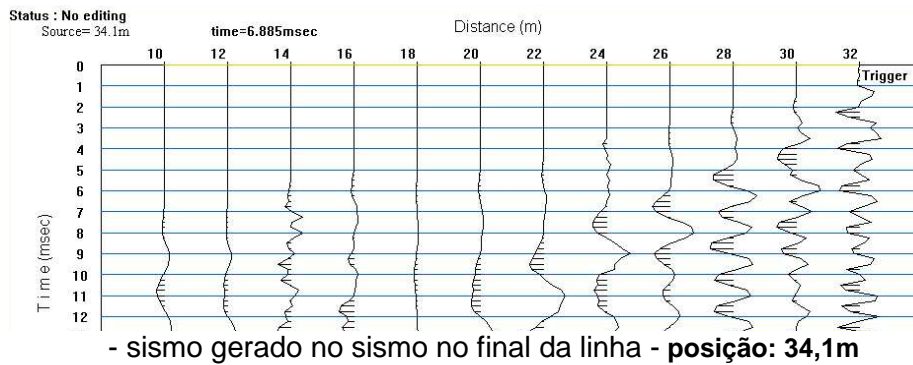 Status : No editing
Source= 34.1m time=6.885msec Distance (m)
10 12 14 16 18 20 22 24 26 28 30 32
0
Trigger
1
2
3
4
5
6
7
8
9
10
11
12
Time (msec)
- sismo gerado no sismo no final da linha - posição: 34,1m